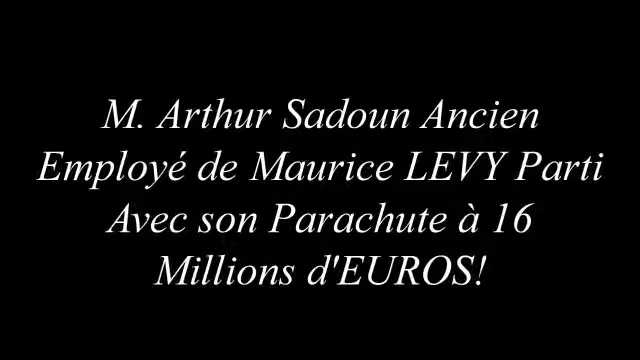 M. Arthur Sadoun Ancien
Employé de Maurice LEVY Parti
Avec son Parachute à 16
Millions d'EUROS!